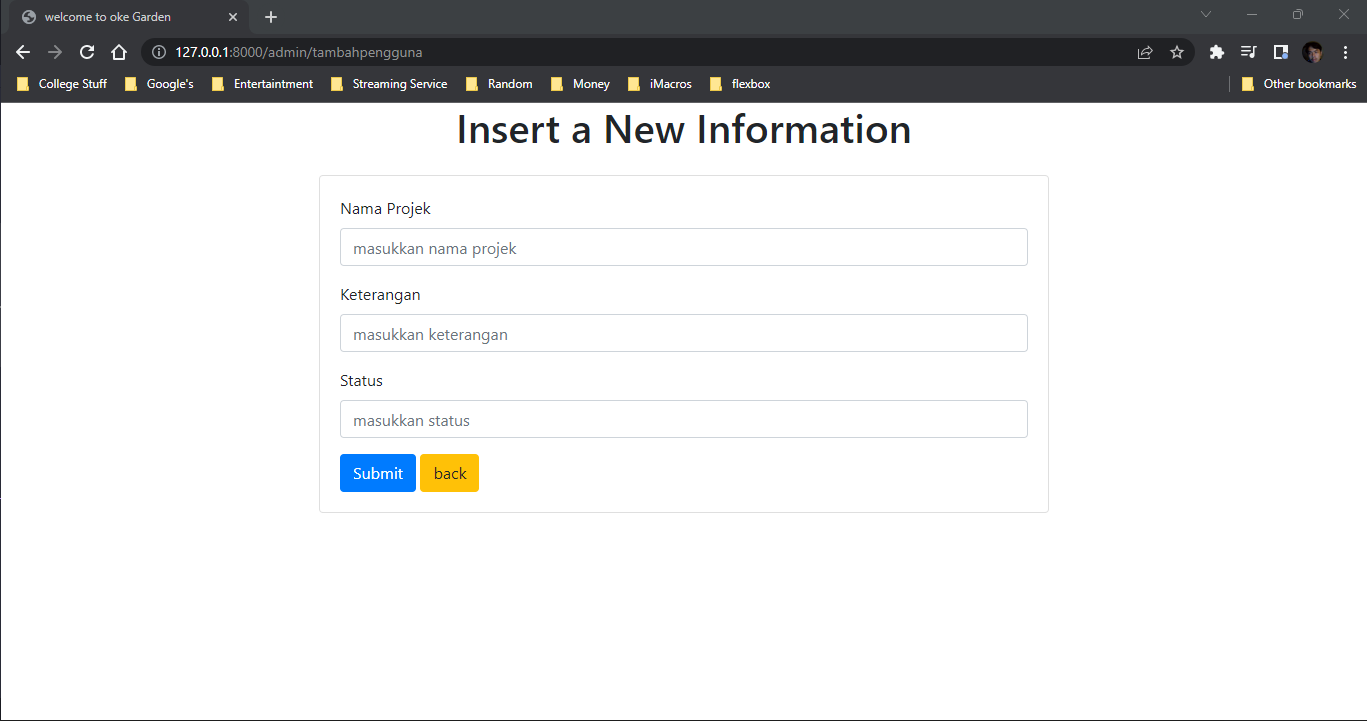 welcome to oke Garden
127.0.0.1:8000/admin/tambahpengguna
College Stuff Google's Entertaintment Streaming Service Random Money iMacros flexbox Other bookmarks
Insert a New Information
Nama Projek
masukkan nama projek
Keterangan
masukkan keterangan
Status
masukkan status
Submit back